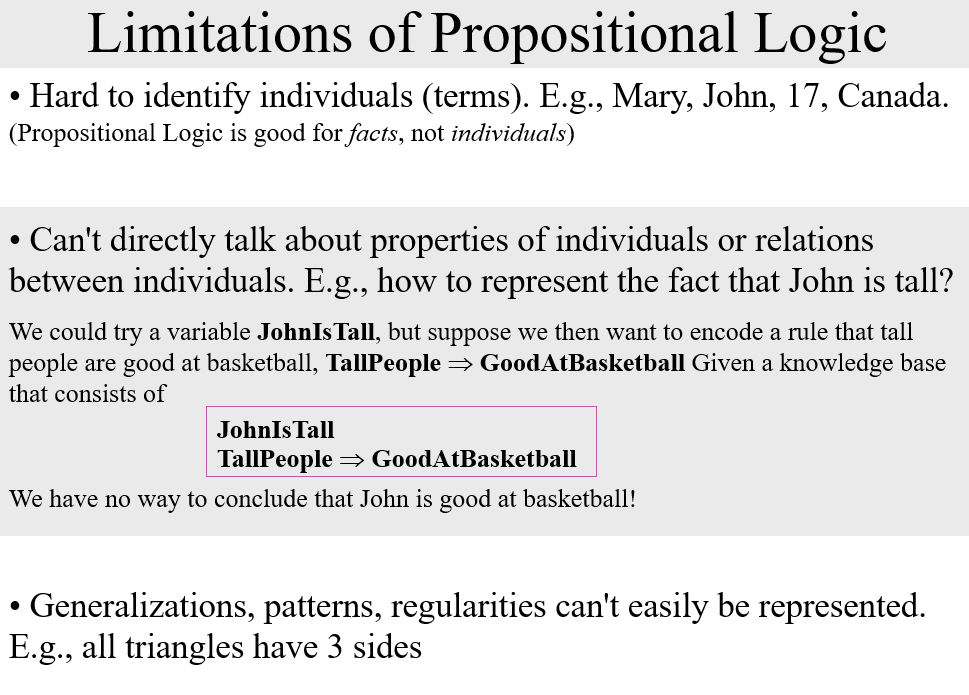 Limitations of Propositional Logic
• Hard to identify individuals (terms). E.g., Mary, John, 17, Canada.
(Propositional Logic is good for facts, not individuals)
• Can't directly talk about properties of individuals or relations
between individuals. E.g., how to represent the fact that John is tall?
We could try a variable JohnIsTall, but suppose we then want to encode a rule that tall
people are good at basketball, TallPeople ⇒ GoodAtBasketball Given a knowledge base
that consists of
JohnIsTall
TallPeople ⇒ GoodAtBasketball
We have no way to conclude that John is good at basketball!
• Generalizations, patterns, regularities can't easily be represented.
E.g., all triangles have 3 sides